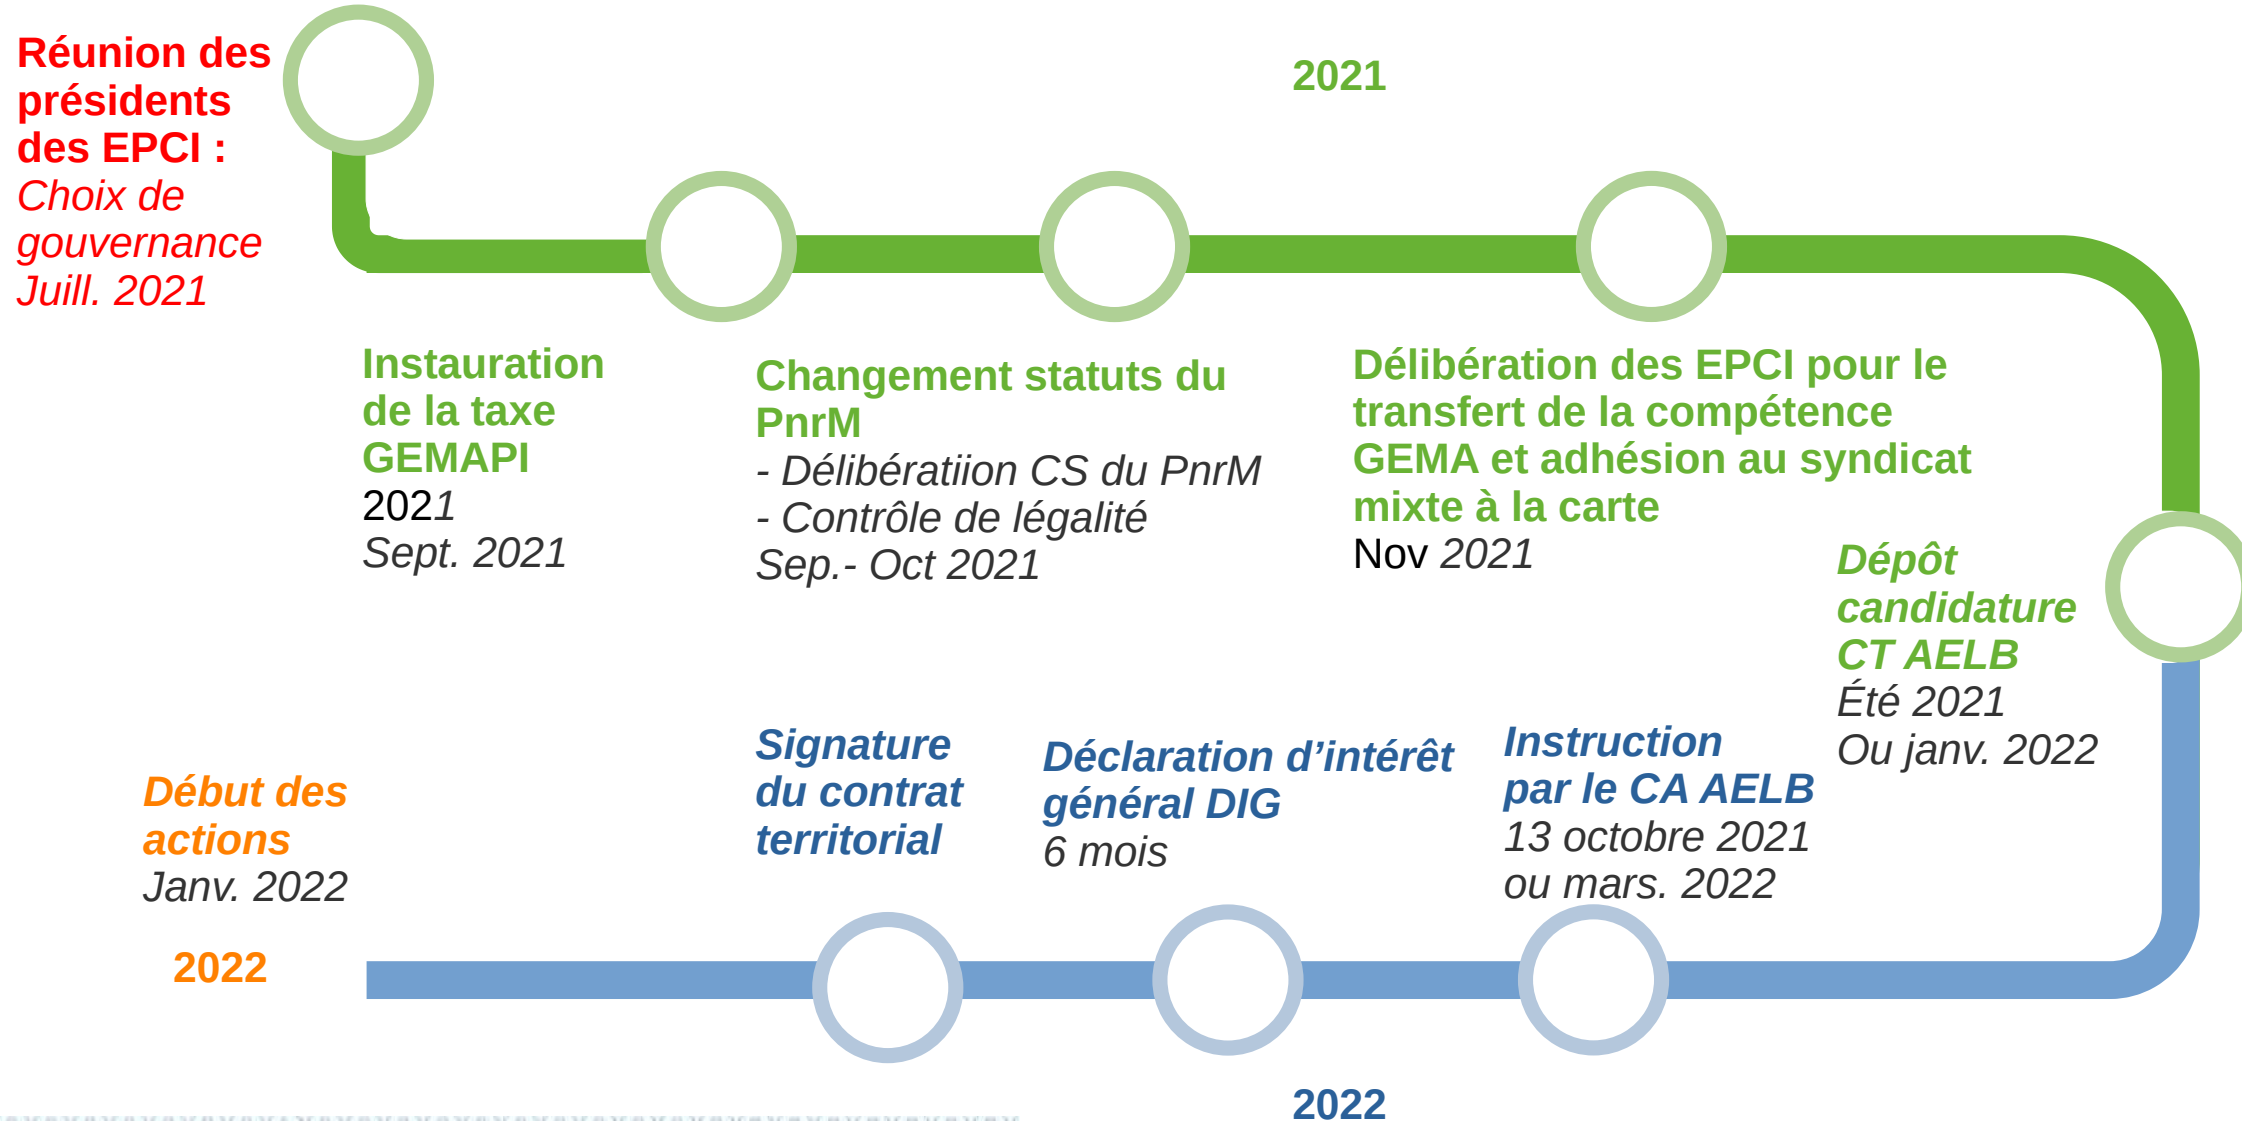 Réunion des
présidents
des EPCI :
Choix de
gouvernance
Juill. 2021
2021
Instauration
de la taxe
GEMAPI
2021
Sept. 2021
Changement statuts du
PnrM
- Délibératiion CS du PnrM
- Contrôle de légalité
Sep.- Oct 2021
Délibération des EPCI pour le
transfert de la compétence
GEMA et adhésion au syndicat
mixte à la carte
Nov 2021
Dépôt
candidature
CT AELB
Été 2021
Ou janv. 2022
Instruction
par le CA AELB
13 octobre 2021
ou mars. 2022
Déclaration d’intérêt
général DIG
6 mois
Signature
du contrat
territorial
Début des
actions
Janv. 2022
2022
2022